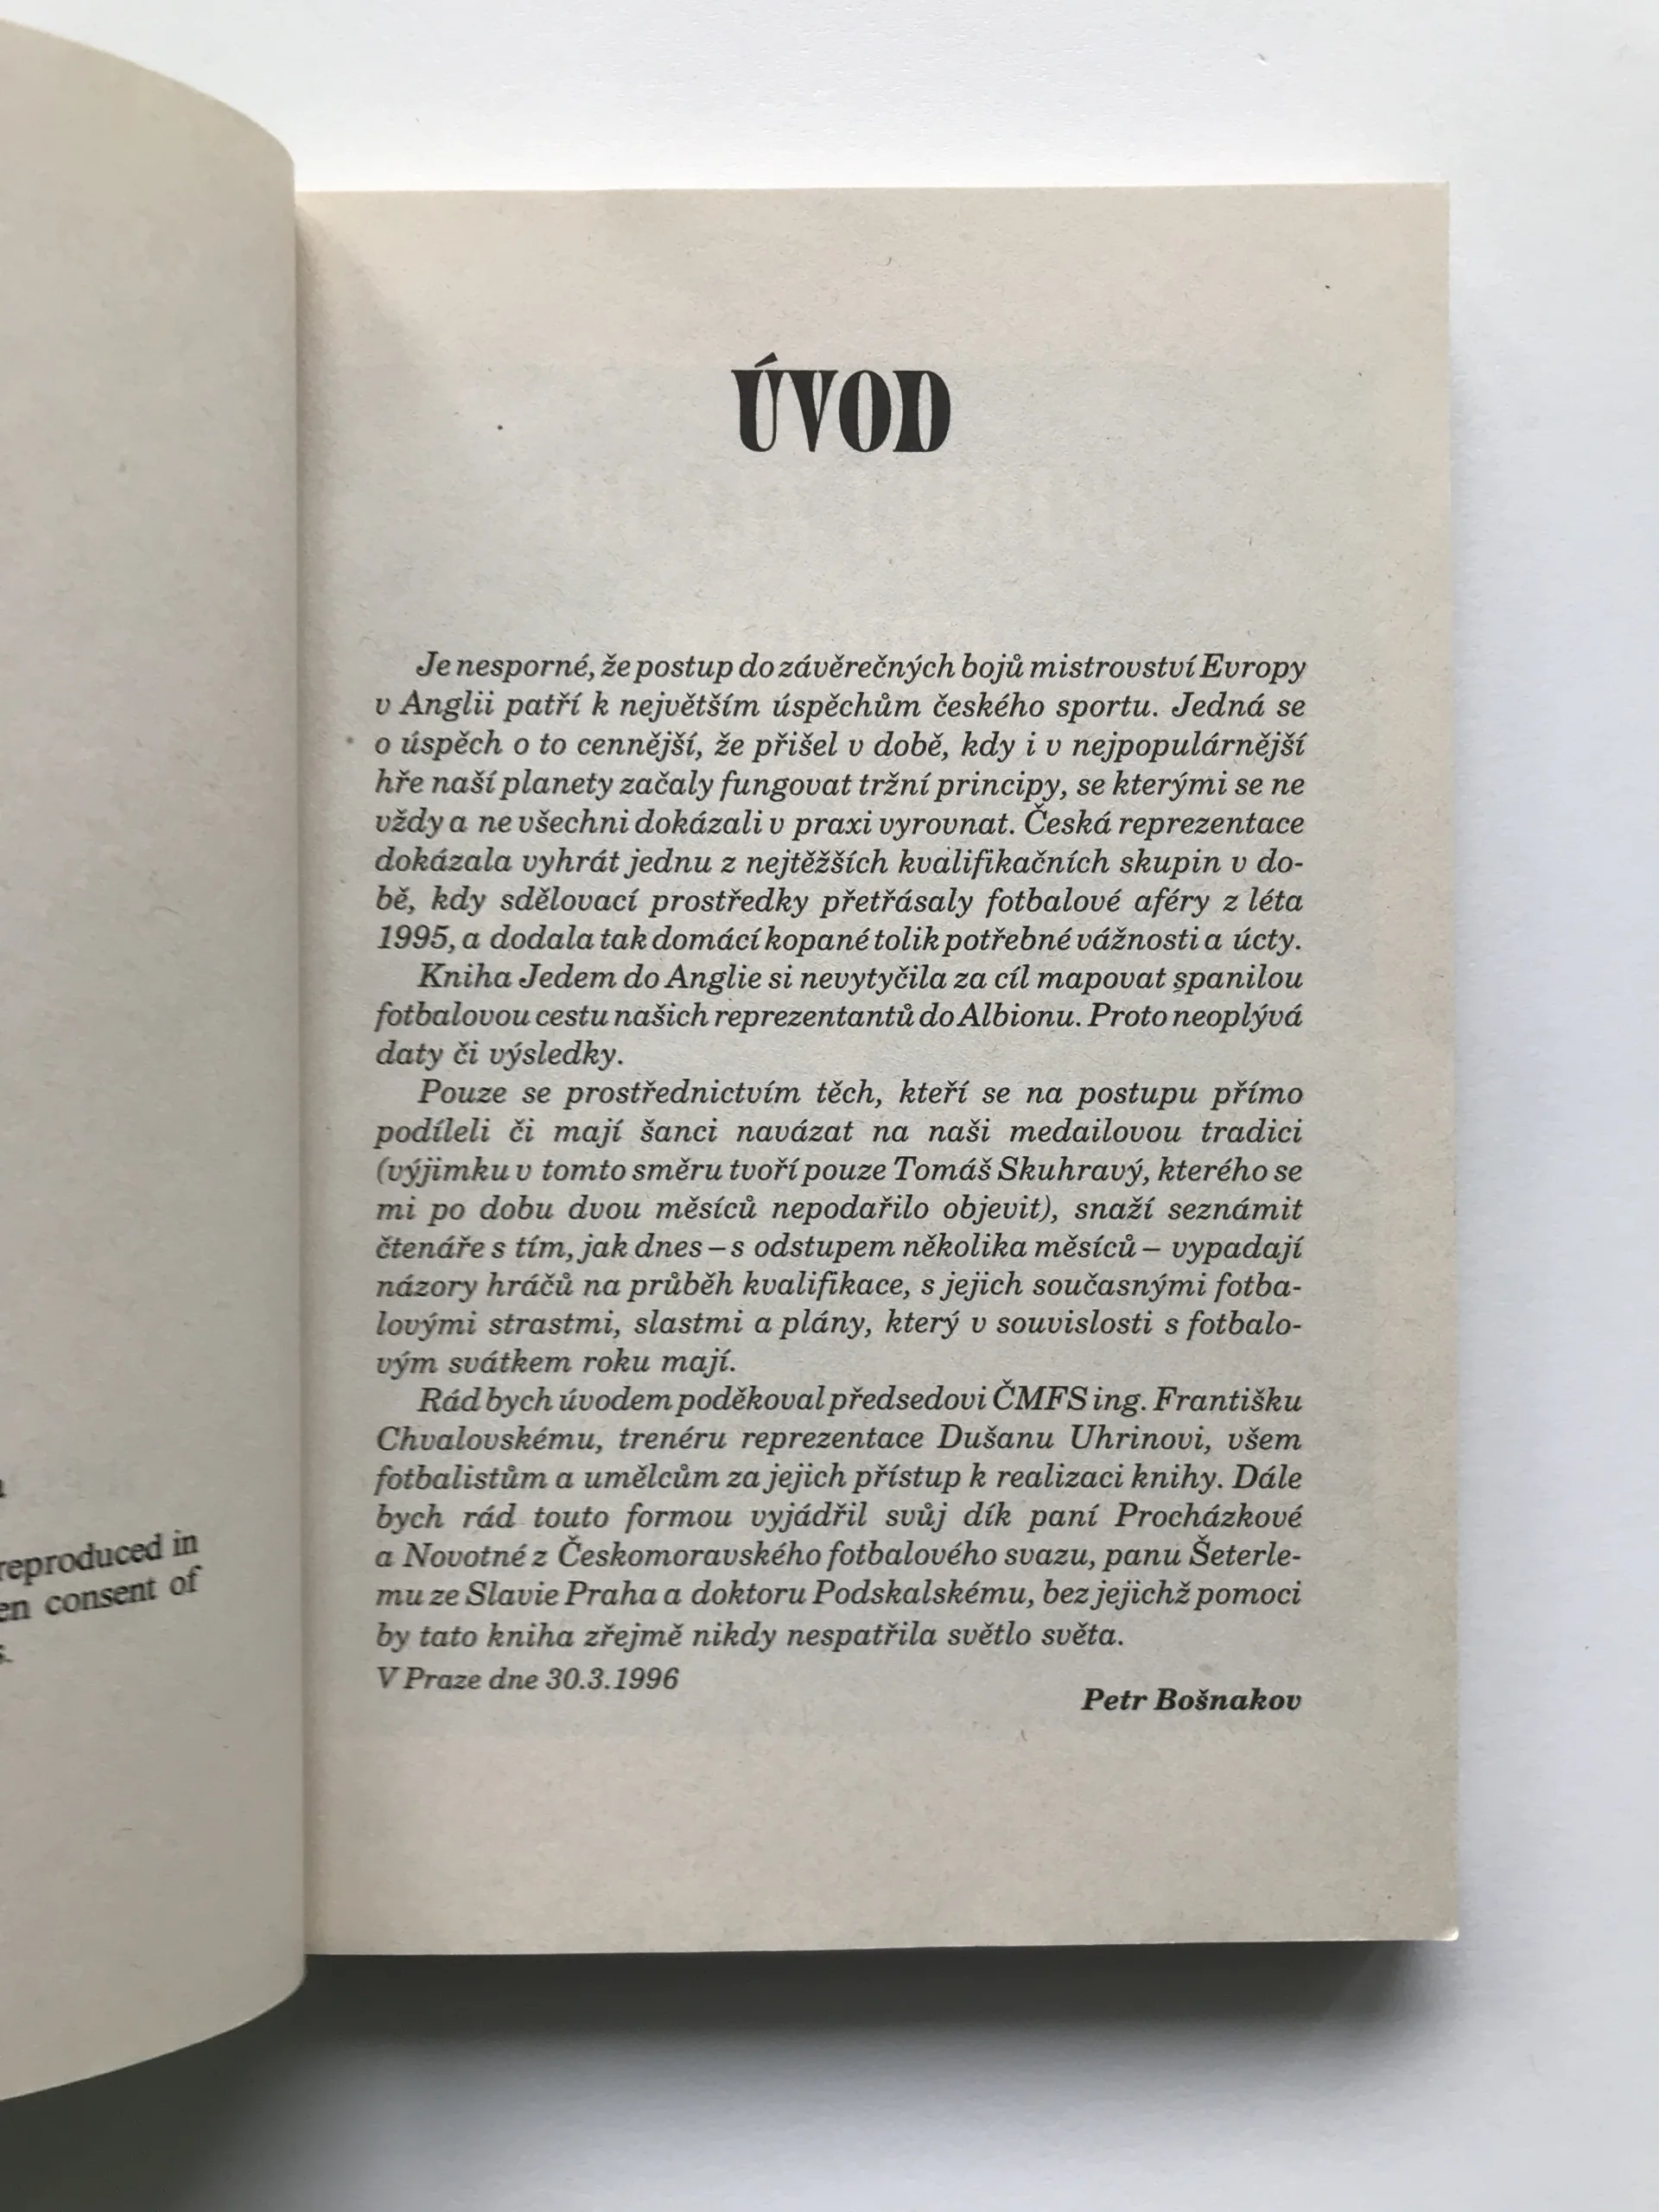 reproduced in
consent of
ÚVOD
Je nesporné, že postup do závěrečných bojů mistrovství Evropy
v Anglii patří k největším úspěchům českého sportu. Jedná se
o úspěch o to cennější, že přišel v době, kdy i v nejpopulárnější
hře naší planety začaly fungovat tržní principy, se kterými se ne
vždy a ne všechni dokázali v praxi vyrovnat. Česká reprezentace
dokázala vyhrát jednu z nejtěžších kvalifikačních skupin v do-
bě, kdy sdělovací prostředky přetřásaly fotbalové aféry z léta
1995, a dodala tak domácí kopané tolik potřebné vážnosti a úcty.
Kniha Jedem do Anglie si nevytyčila za cíl mapovat spanilou
fotbalovou cestu našich reprezentantů do Albionu. Proto neoplývá
daty či výsledky.
Pouze se prostřednictvím těch, kteří se na postupu přímo
podíleli či mají šanci navázat na naši medailovou tradici
(výjimku v tomto směru tvoří pouze Tomáš Skuhravý, kterého se
mi po dobu dvou měsíců nepodařilo objevit), snaží seznámit
čtenáře s tím, jak dnes – s odstupem několika měsíců – vypadají
názory hráčů na průběh kvalifikace, s jejich současnými fotba-
lovými strastmi, slastmi a plány, který v souvislosti s fotbalo-
vým svátkem roku mají.
Rád bych úvodem poděkoval předsedovi ČMFS ing. Františku
Chvalovskému, trenéru reprezentace Dušanu Uhrinovi, všem
fotbalistům a umělcům za jejich přístup k realizaci knihy. Dále
bych rád touto formou vyjádřil svůj dík paní Procházkové
a Novotné z Českomoravského fotbalového svazu, panu Šeterle-
mu ze Slavie Praha a doktoru Podskalskému, bez jejichž pomoci
by tato kniha zřejmě nikdy nespatřila světlo světa.
V Praze dne 30.3.1996
Petr Bošnakov